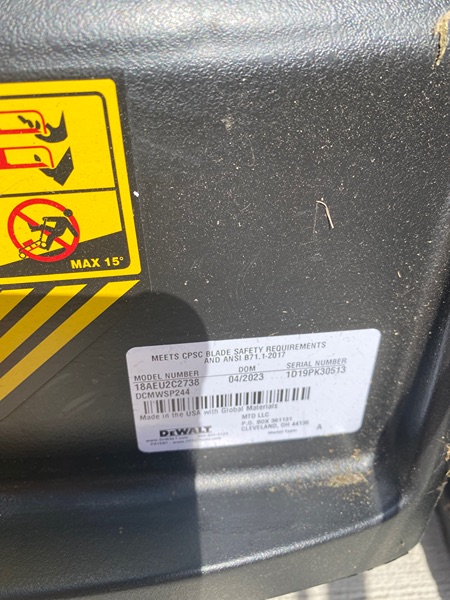 MAX 15°
MEETS CPSC BLADE SAFETY REQUIREMENTS
AND ANSI B71.1-2017
MODEL NUMBER DOM SERIAL NUMBER
18AEU2C2738 04/2023 1D19PK30513
DCMWSP244
Made in the USA with Global Materials
MTD LLC
P.O. BOX 361131
CLEVELAND, OH 44136
DEWALT
A